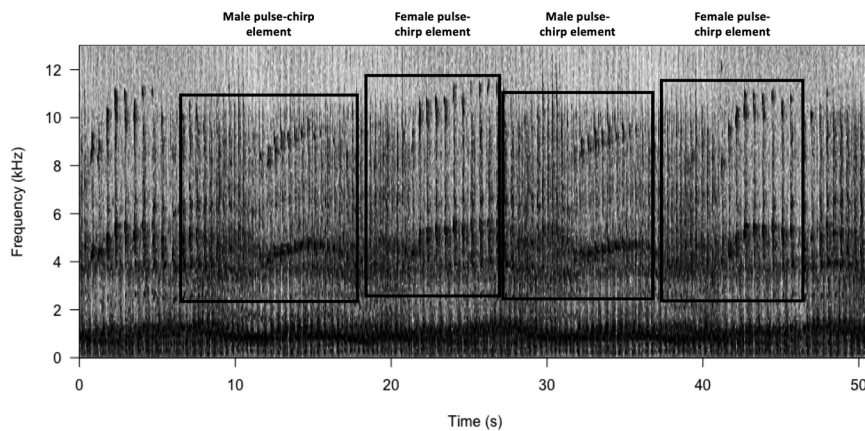 Male pulse-chirp
element
Female pulse-
chirp element
Male pulse-
chirp element
Female pulse-
chirp element
12
10
8
6
4
2
0
Frequency (kHz)
0 10 20 30 40 50
Time (s)